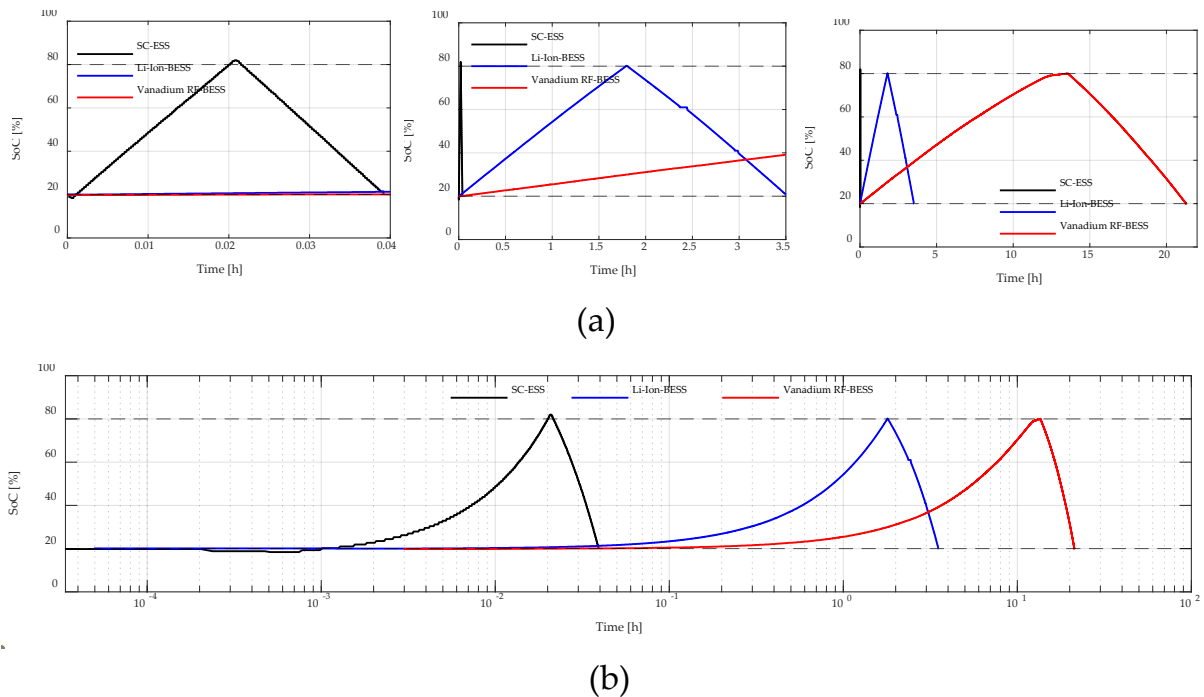 100
80
60
40
20
0
SoC [%]
SC-ESS
Li-Ion-BESS
Vanadium RF-BESS
0
0.01
0.02
0.03
0.04
Time [h]
100
80
60
40
20
0
SoC [%]
SC-ESS
Li-Ion-BESS
Vanadium RF-BESS
0
0.5
1
1.5
2
2.5
3
3.5
Time [h]
100
80
60
40
20
0
SoC [%]
SC-ESS
Li-Ion-BESS
Vanadium RF-BESS
0
5
10
15
20
Time [h]
(a)
100
80
60
40
20
0
SoC [%]
SC-ESS Li-Ion-BESS Vanadium RF-BESS
10^-4 10^-3 10^-2 10^-1 10^0 10^1 10^2
Time [h]
(b)